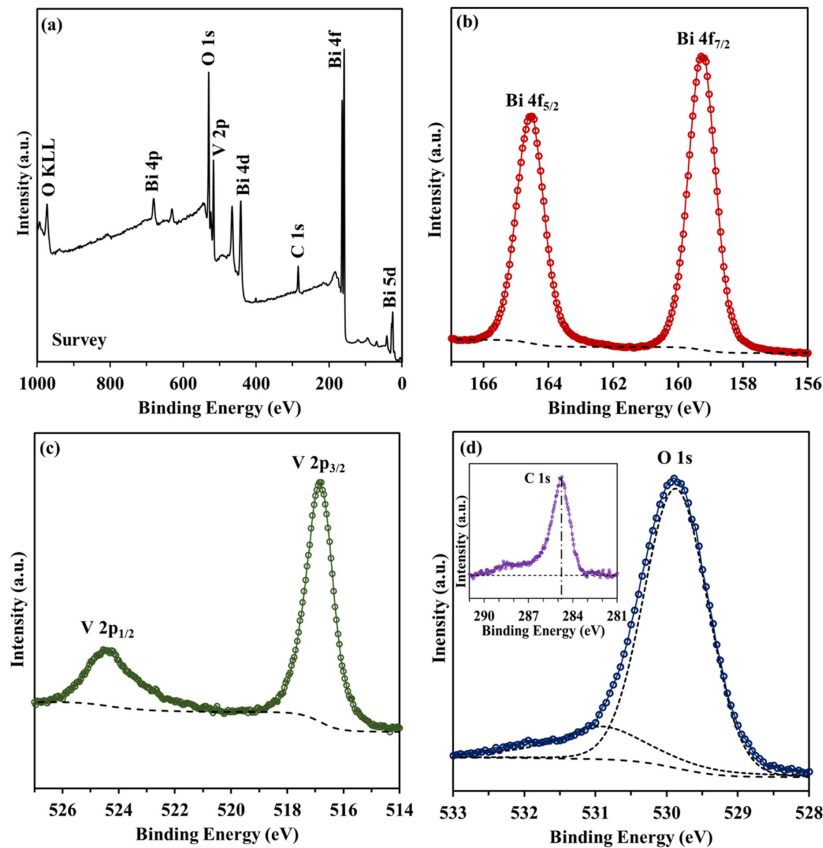 (a)
O KLL
Bi 4p
O 1s
V 2p
Bi 4d
C 1s
Bi 4f
Bi 5d
Survey
Intensity (a.u.)
1000 800 600 400 200 0
Binding Energy (eV)
(b)
Bi 4f7/2
Bi 4f5/2
Intensity (a.u.)
166 164 162 160 158 156
Binding Energy (eV)
(c)
V 2p3/2
V 2p1/2
Intensity (a.u.)
526 524 522 520 518 516 514
Binding Energy (eV)
(d)
O 1s
C 1s
Intensity (a.u.)
290 287 284 281
Binding Energy (eV)
Inensity (a.u.)
533 532 531 530 529 528
Binding Energy (eV)